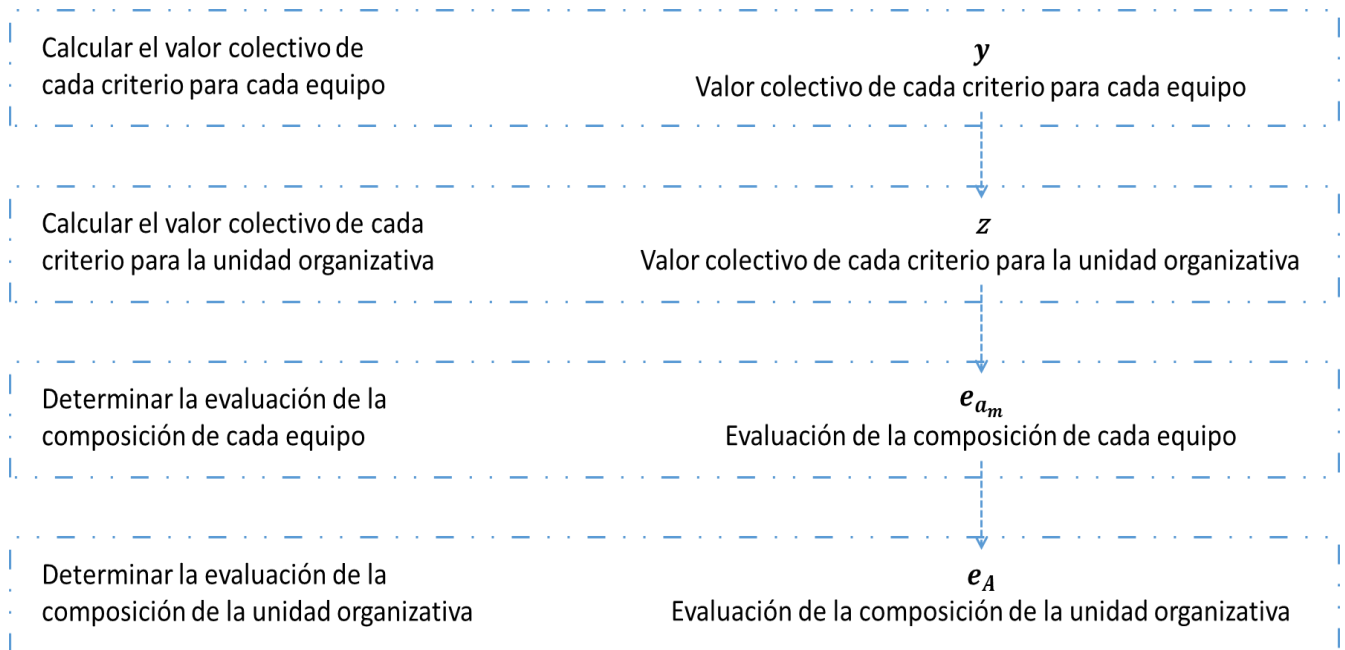 Calcular el valor colectivo de
cada criterio para cada equipo
y
Valor colectivo de cada criterio para cada equipo
Calcular el valor colectivo de cada
criterio para la unidad organizativa
z
Valor colectivo de cada criterio para la unidad organizativa
Determinar la evaluación de la
composición de cada equipo
e_{a_m}
Evaluación de la composición de cada equipo
Determinar la evaluación de la
composición de la unidad organizativa
e_A
Evaluación de la composición de la unidad organizativa